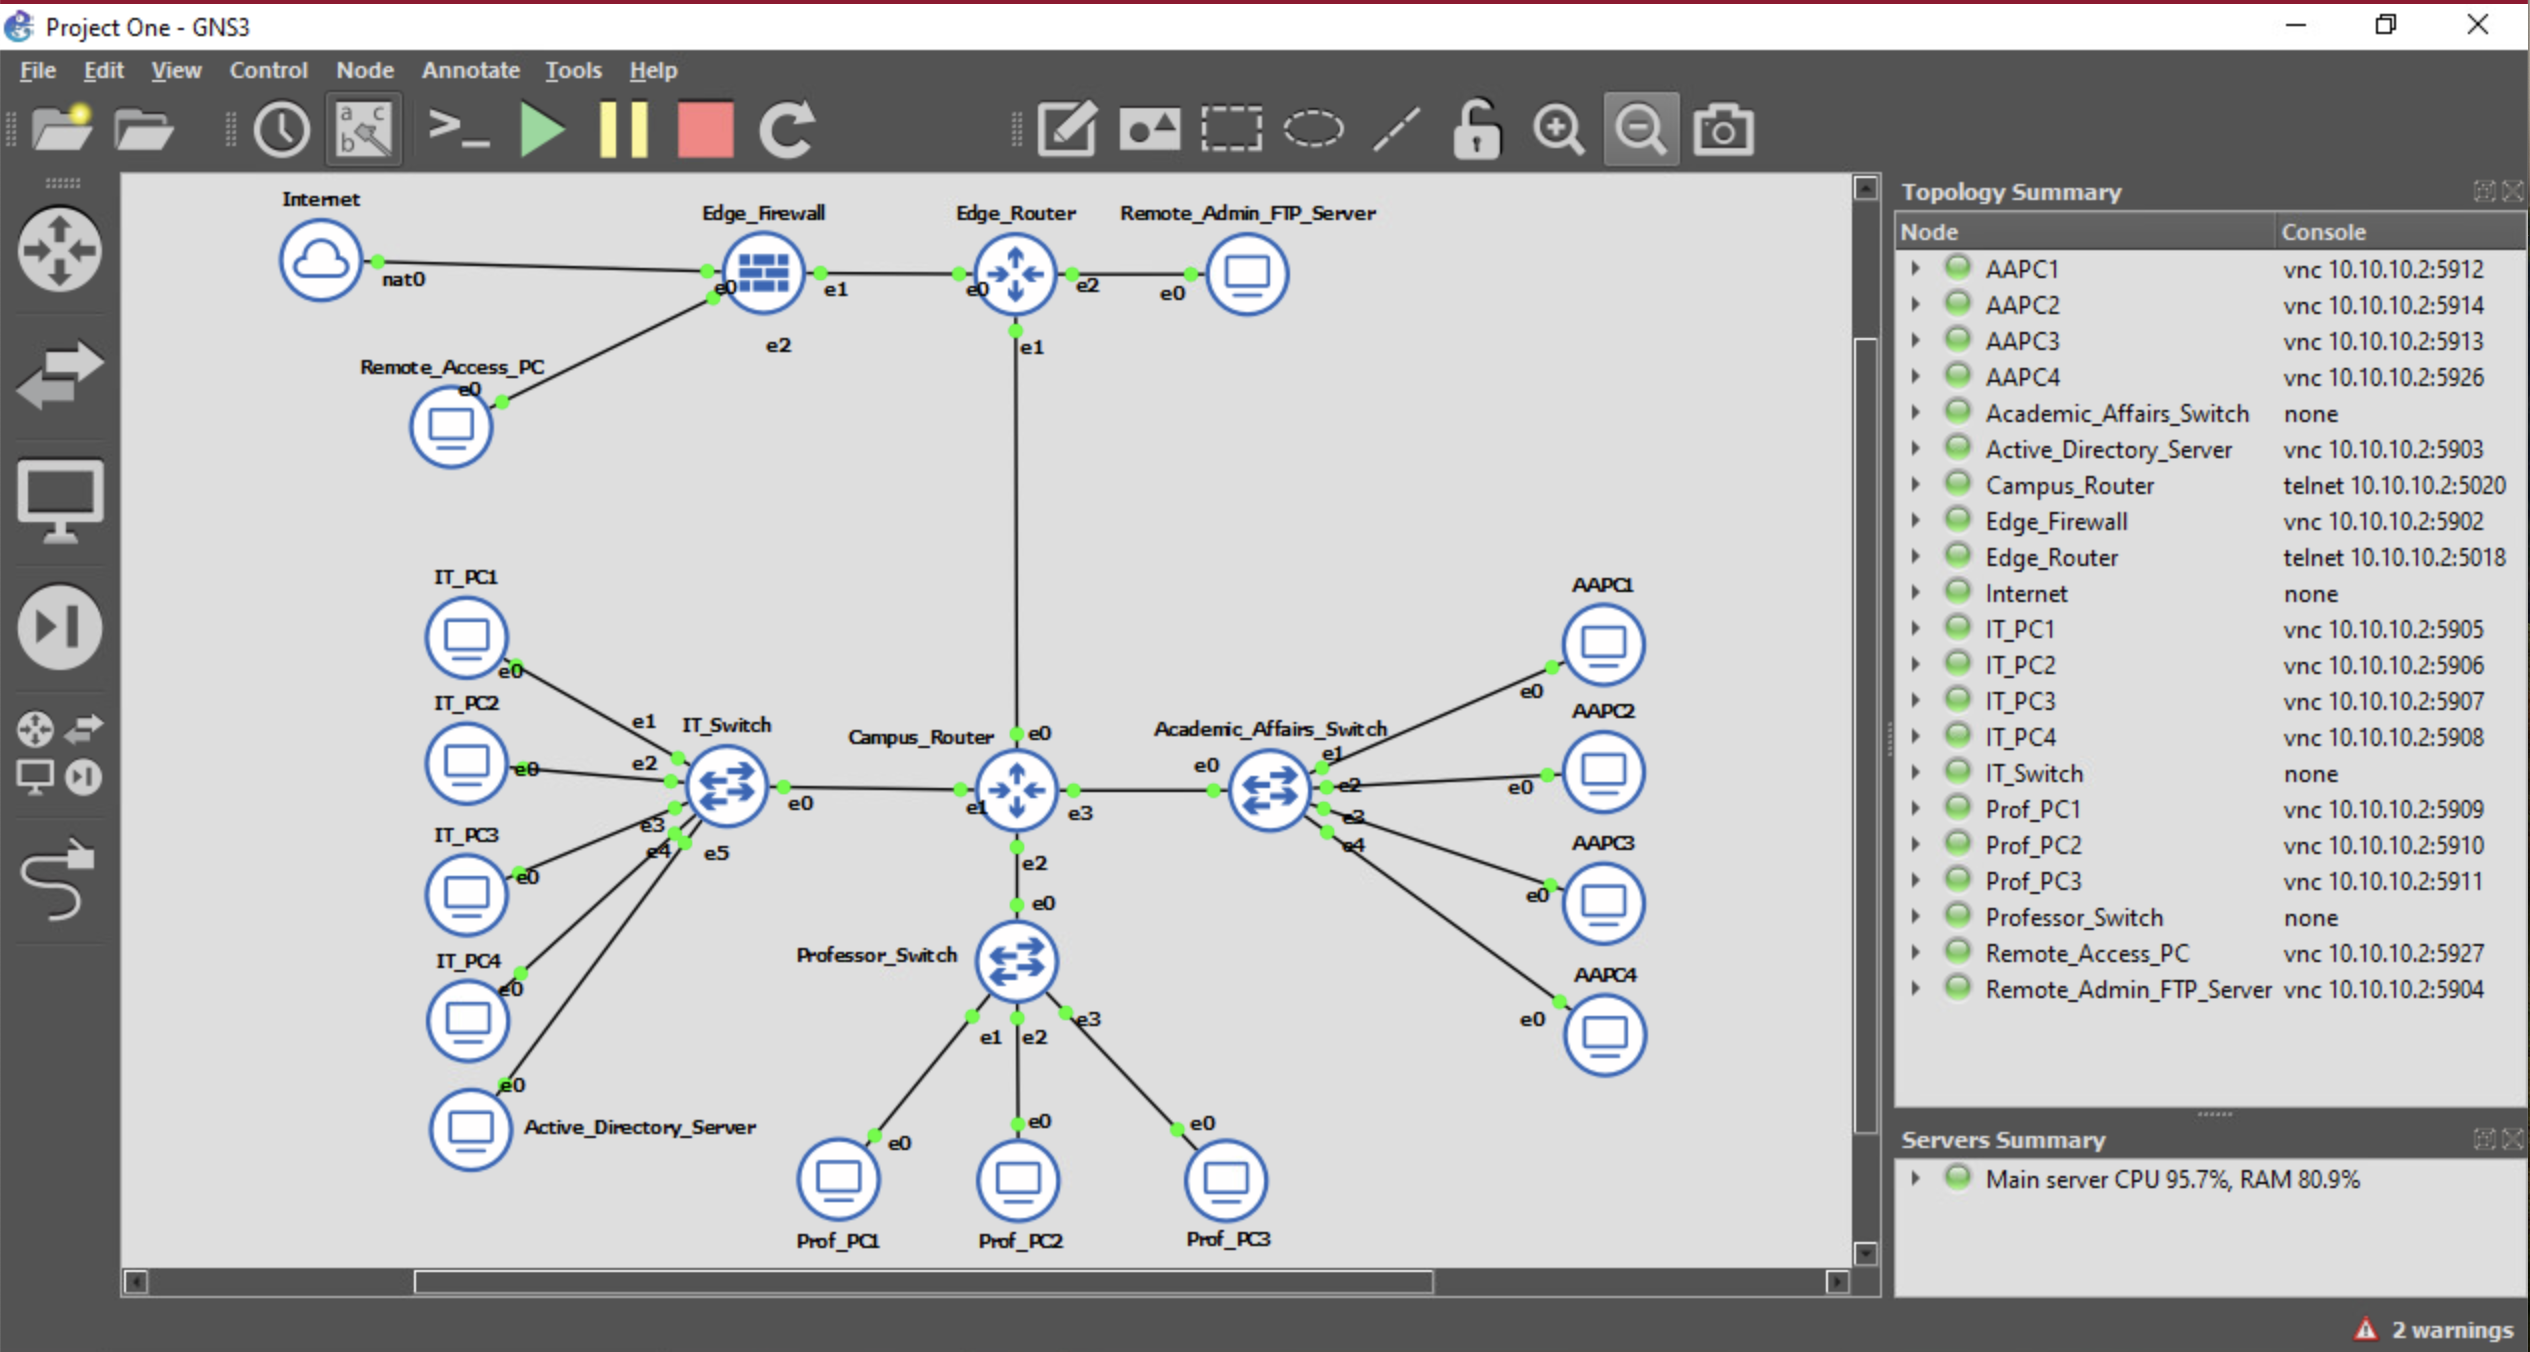 Project One - GNS3
File Edit View Control Node Annotate Tools Help
a c
b
Internet
nat0
Edge_Firewall
e0
e1
e2
Edge_Router
e0
e2
e1
Remote_Admin_FTP_Server
e0
Remote_Access_PC
e0
IT_PC1
e0
IT_PC2
e0
IT_PC3
e0
IT_PC4
e0
Active_Directory_Server
e0
IT_Switch
e1
e2
e3
e4
e5
e0
Campus_Router
e0
e1
e3
e2
Academic_Affairs_Switch
e0
e1
e2
e3
e4
AAPC1
e0
AAPC2
e0
AAPC3
e0
AAPC4
e0
Professor_Switch
e0
e1
e2
e3
e0
e0
e0
Prof_PC1
Prof_PC2
Prof_PC3
Topology Summary
Node Console
AAPC1 vnc 10.10.10.2:5912
AAPC2 vnc 10.10.10.2:5914
AAPC3 vnc 10.10.10.2:5913
AAPC4 vnc 10.10.10.2:5926
Academic_Affairs_Switch none
Active_Directory_Server vnc 10.10.10.2:5903
Campus_Router telnet 10.10.10.2:5020
Edge_Firewall vnc 10.10.10.2:5902
Edge_Router telnet 10.10.10.2:5018
Internet none
IT_PC1 vnc 10.10.10.2:5905
IT_PC2 vnc 10.10.10.2:5906
IT_PC3 vnc 10.10.10.2:5907
IT_PC4 vnc 10.10.10.2:5908
IT_Switch none
Prof_PC1 vnc 10.10.10.2:5909
Prof_PC2 vnc 10.10.10.2:5910
Prof_PC3 vnc 10.10.10.2:5911
Professor_Switch none
Remote_Access_PC vnc 10.10.10.2:5927
Remote_Admin_FTP_Server vnc 10.10.10.2:5904
Servers Summary
Main server CPU 95.7%, RAM 80.9%
2 warnings